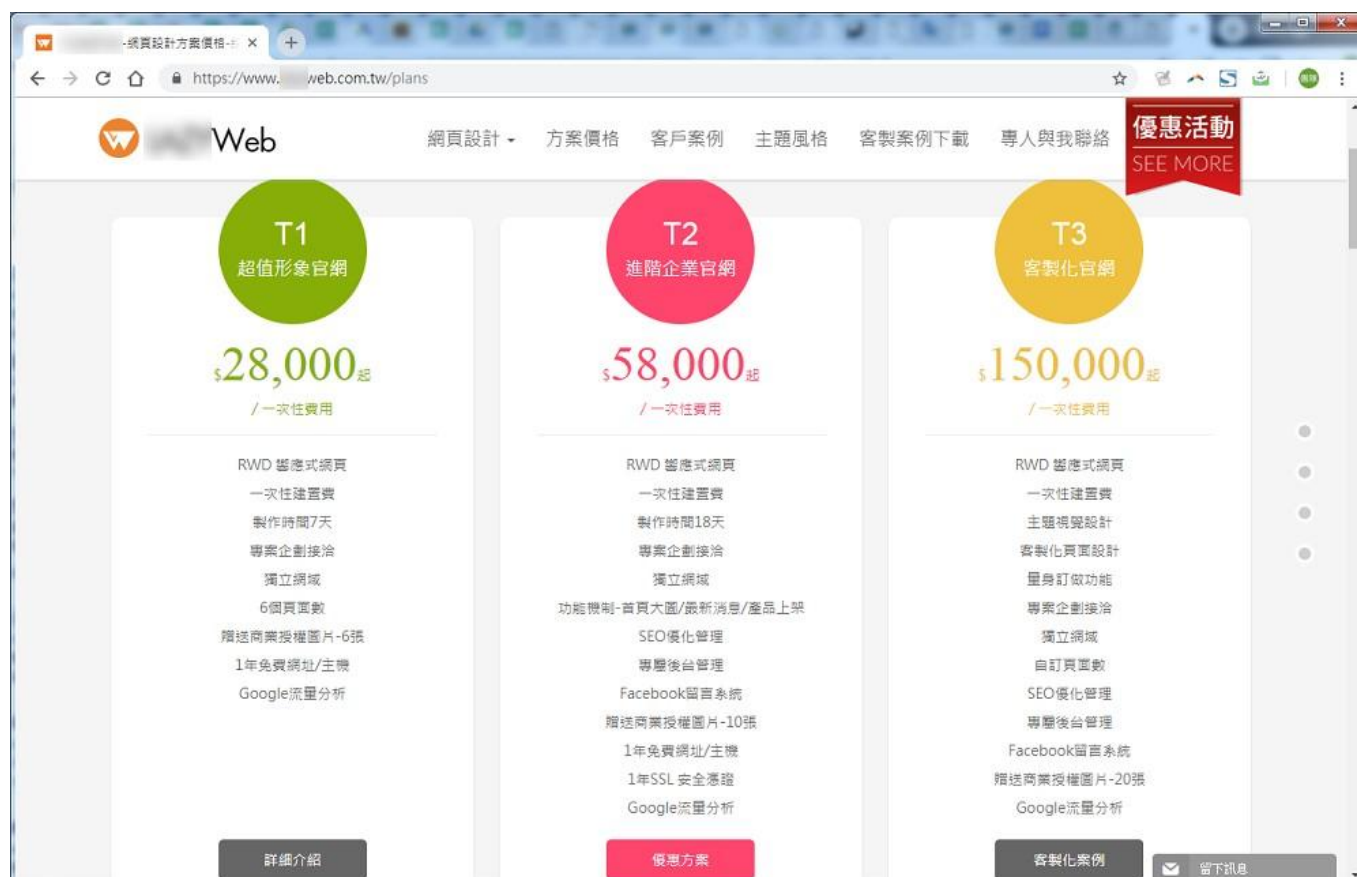 -網頁設計方案價格-
https://www. web.com.tw/plans
Web
網頁設計
方案價格
客戶案例
主題風格
客製案例下載
專人與我聯絡
優惠活動
SEE MORE
T1
超值形象官網
$28,000起
/ 一次性費用
RWD 響應式網頁
一次性建置費
製作時間7天
專案企劃接洽
獨立網域
6個頁面數
贈送商業授權圖片-6張
1年免費網址/主機
Google流量分析
詳細介紹
T2
進階企業官網
$58,000起
/ 一次性費用
RWD 響應式網頁
一次性建置費
製作時間18天
專案企劃接洽
獨立網域
功能機制-首頁大圖/最新消息/產品上架
SEO優化管理
專屬後台管理
Facebook留言系統
贈送商業授權圖片-10張
1年免費網址/主機
1年SSL 安全憑證
Google流量分析
優惠方案
T3
客製化官網
$150,000起
/ 一次性費用
RWD 響應式網頁
一次性建置費
主題視覺設計
客製化頁面設計
量身訂做功能
專案企劃接洽
獨立網域
自訂頁面數
SEO優化管理
專屬後台管理
Facebook留言系統
贈送商業授權圖片-20張
Google流量分析
客製化案例
留下訊息